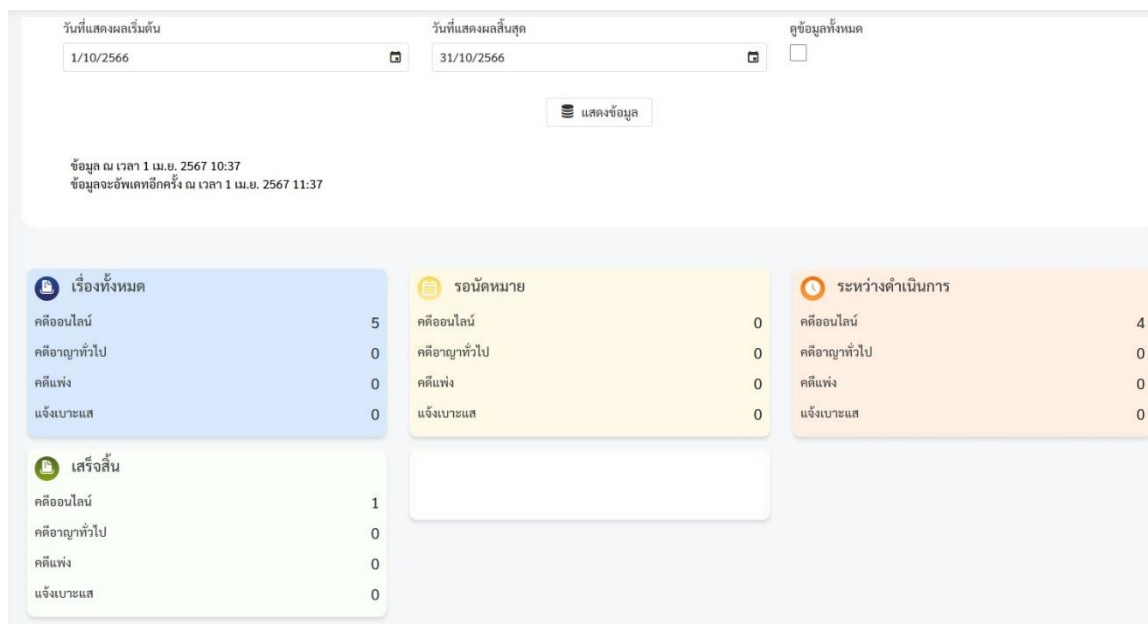 วันที่แสดงผลเริ่มต้น
วันที่แสดงผลสิ้นสุด
ดูข้อมูลทั้งหมด
1/10/2566
31/10/2566
แสดงข้อมูล
ข้อมูล ณ เวลา 1 เม.ย. 2567 10:37
ข้อมูลจะอัพเดทอีกครั้ง ณ เวลา 1 เม.ย. 2567 11:37
เรื่องทั้งหมด
คดีออนไลน์ 5
คดีอาญาทั่วไป 0
คดีแพ่ง 0
แจ้งเบาะแส 0
รอนัดหมาย
คดีออนไลน์ 0
คดีอาญาทั่วไป 0
คดีแพ่ง 0
แจ้งเบาะแส 0
ระหว่างดำเนินการ
คดีออนไลน์ 4
คดีอาญาทั่วไป 0
คดีแพ่ง 0
แจ้งเบาะแส 0
เสร็จสิ้น
คดีออนไลน์ 1
คดีอาญาทั่วไป 0
คดีแพ่ง 0
แจ้งเบาะแส 0